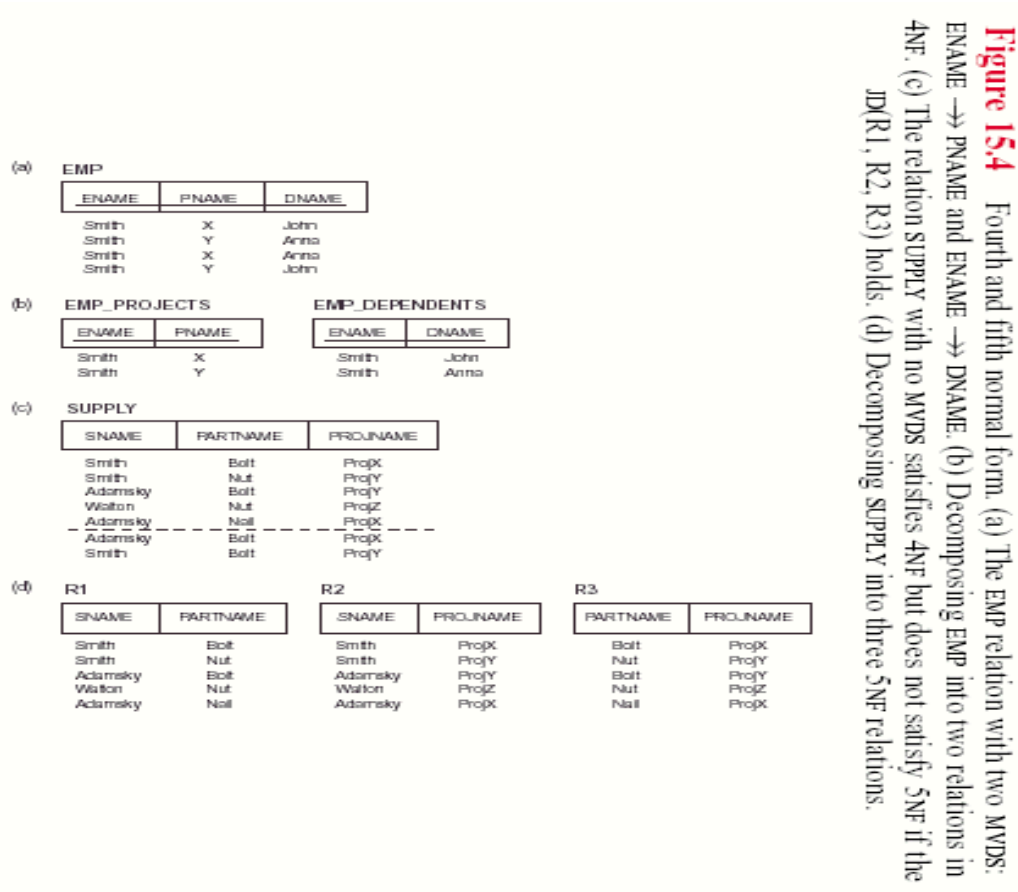 Figure 15.4 Fourth and fifth normal form. (a) The EMP relation with two MVDS:
ENAME →→ PNAME and ENAME →→ DNAME. (b) Decomposing EMP into two relations in
4NF. (c) The relation SUPPLY with no MVDS satisfies 4NF but does not satisfy 5NF if the
JD(R1, R2, R3) holds. (d) Decomposing SUPPLY into three 5NF relations.
(a) EMP
ENAME PNAME DNAME
Smith X John
Smith Y Anna
Smith X Anna
Smith Y John
(b) EMP_PROJECTS EMP_DEPENDENTS
ENAME PNAME ENAME DNAME
Smith X Smith John
Smith Y Smith Anna
(c) SUPPLY
SNAME PARTNAME PROJNAME
Smith Bolt ProjX
Smith Nut ProjY
Adamsky Bolt ProjY
Walton Nut ProjZ
Adamsky Nail ProjX
Adamsky Bolt ProjX
Smith Bolt ProjY
(d) R1 R2 R3
SNAME PARTNAME SNAME PROJNAME PARTNAME PROJNAME
Smith Bolt Smith ProjX Bolt ProjX
Smith Nut Smith ProjY Nut ProjY
Adamsky Bolt Adamsky ProjY Bolt ProjY
Walton Nut Walton ProjZ Nut ProjZ
Adamsky Nail Adamsky ProjX Nail ProjX